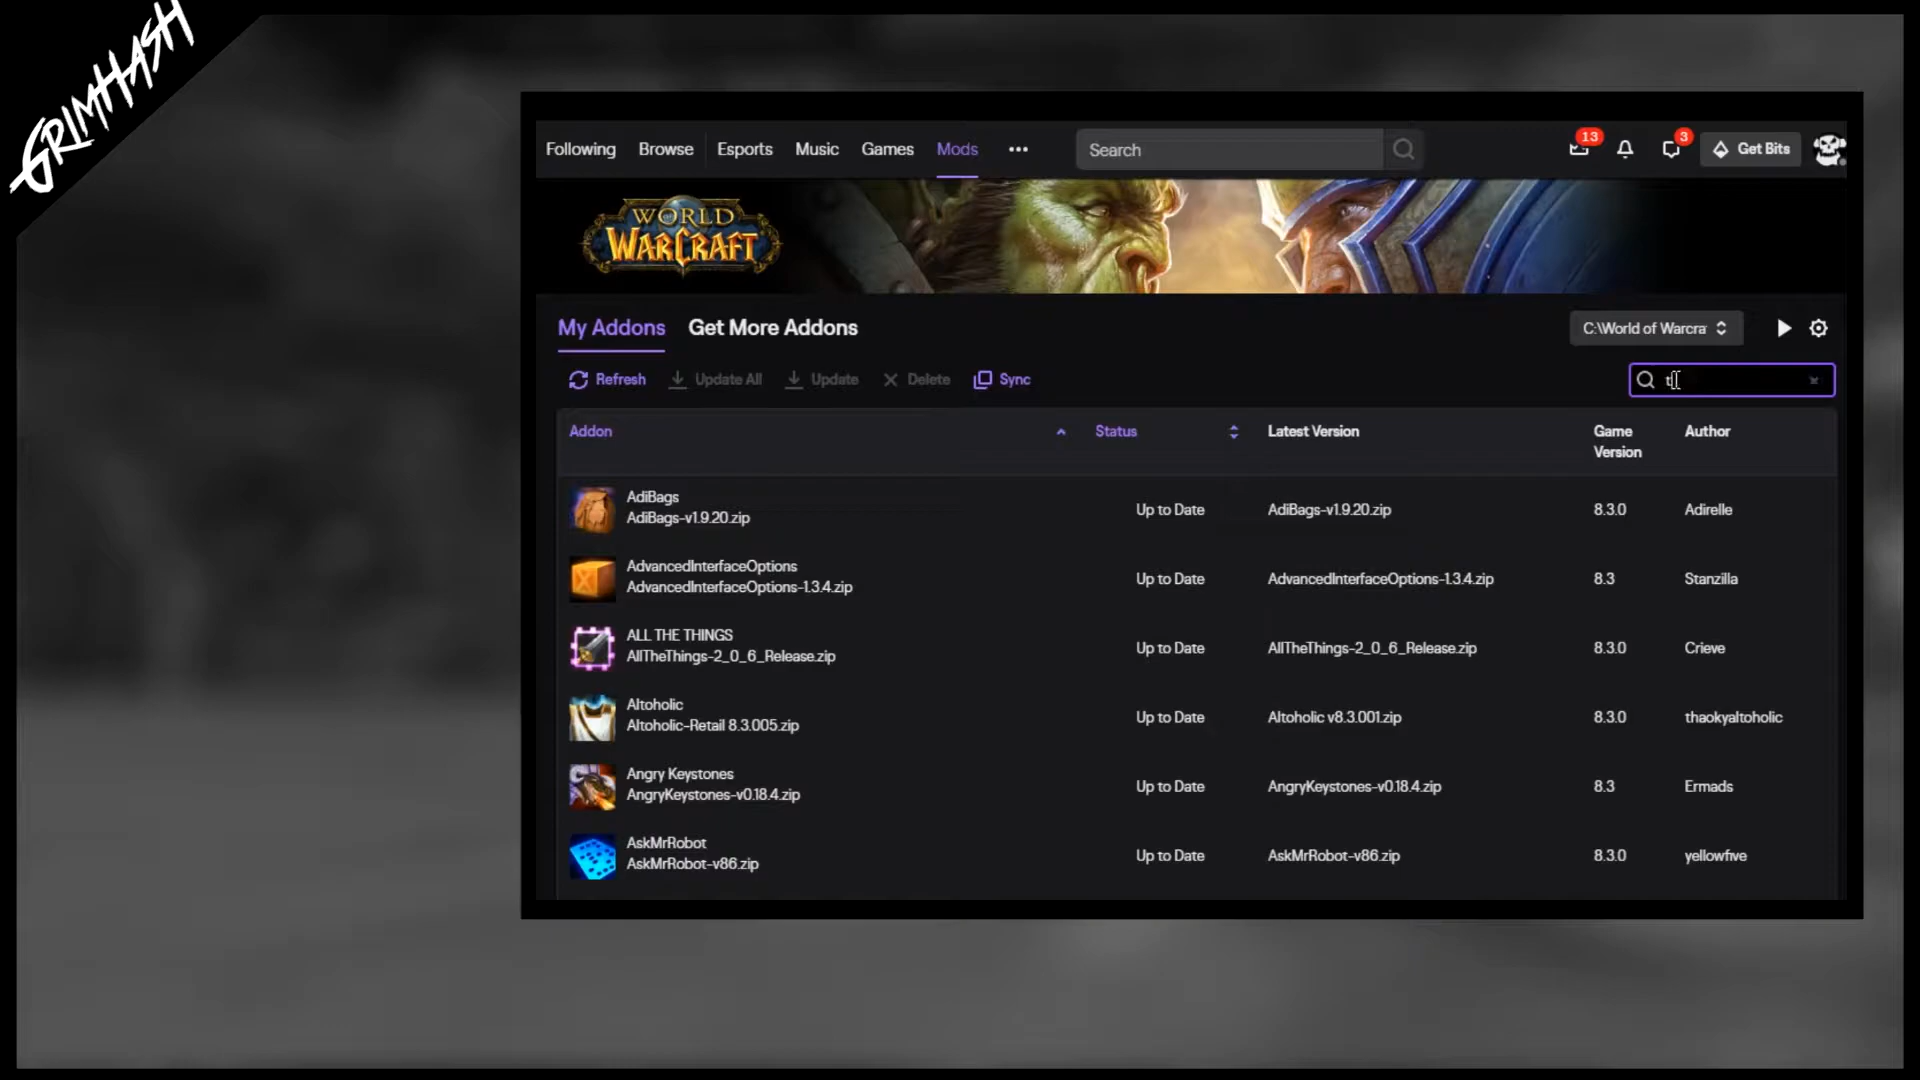 GRIMHASH
Following Browse Esports Music Games Mods Search 13 3 Get Bits
WORLD
WARCRAFT
My Addons Get More Addons C:\World of Warcra
Refresh Update All Update Delete Sync t
Addon Status Latest Version Game Version Author
AdiBags
AdiBags-v1.9.20.zip Up to Date AdiBags-v1.9.20.zip 8.3.0 Adirelle
AdvancedInterfaceOptions
AdvancedInterfaceOptions-1.3.4.zip Up to Date AdvancedInterfaceOptions-1.3.4.zip 8.3 Stanzilla
ALL THE THINGS
AllTheThings-2_0_6_Release.zip Up to Date AllTheThings-2_0_6_Release.zip 8.3.0 Crieve
Altoholic
Altoholic-Retail 8.3.005.zip Up to Date Altoholic v8.3.001.zip 8.3.0 thaokyaltoholic
Angry Keystones
AngryKeystones-v0.18.4.zip Up to Date AngryKeystones-v0.18.4.zip 8.3 Ermads
AskMrRobot
AskMrRobot-v86.zip Up to Date AskMrRobot-v86.zip 8.3.0 yellowfive